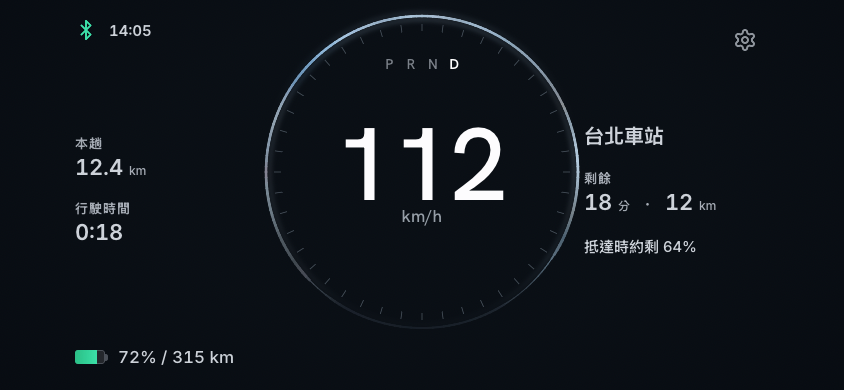 14:05
P R N D
本趟
12.4 km
行駛時間
0:18
112
km/h
台北車站
剩餘
18 分 · 12 km
抵達時約剩 64%
72% / 315 km